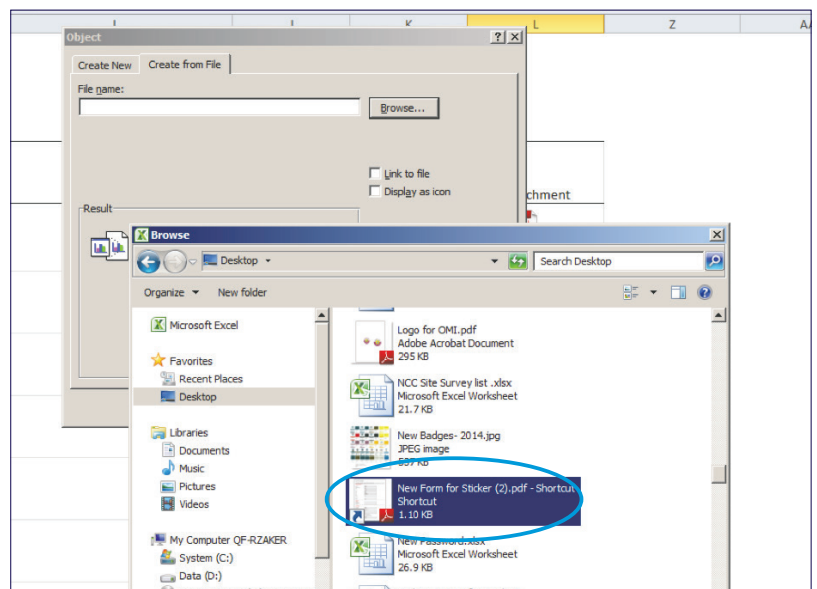 K
L
Z
Object
Create New
Create from File
File name:
Browse...
Link to file
Display as icon
chment
Result
Browse
Desktop
Search Desktop
Organize
New folder
Microsoft Excel
Favorites
Recent Places
Desktop
Libraries
Documents
Music
Pictures
Videos
My Computer QF-RZAKER
System (C:)
Data (D:)
Logo for OMI.pdf
Adobe Acrobat Document
295 KB
NCC Site Survey list .xlsx
Microsoft Excel Worksheet
21.7 KB
New Badges- 2014.jpg
JPEG image
557 KB
New Form for Sticker (2).pdf - Shortcut
Shortcut
1.10 KB
New Password.xlsx
Microsoft Excel Worksheet
26.9 KB